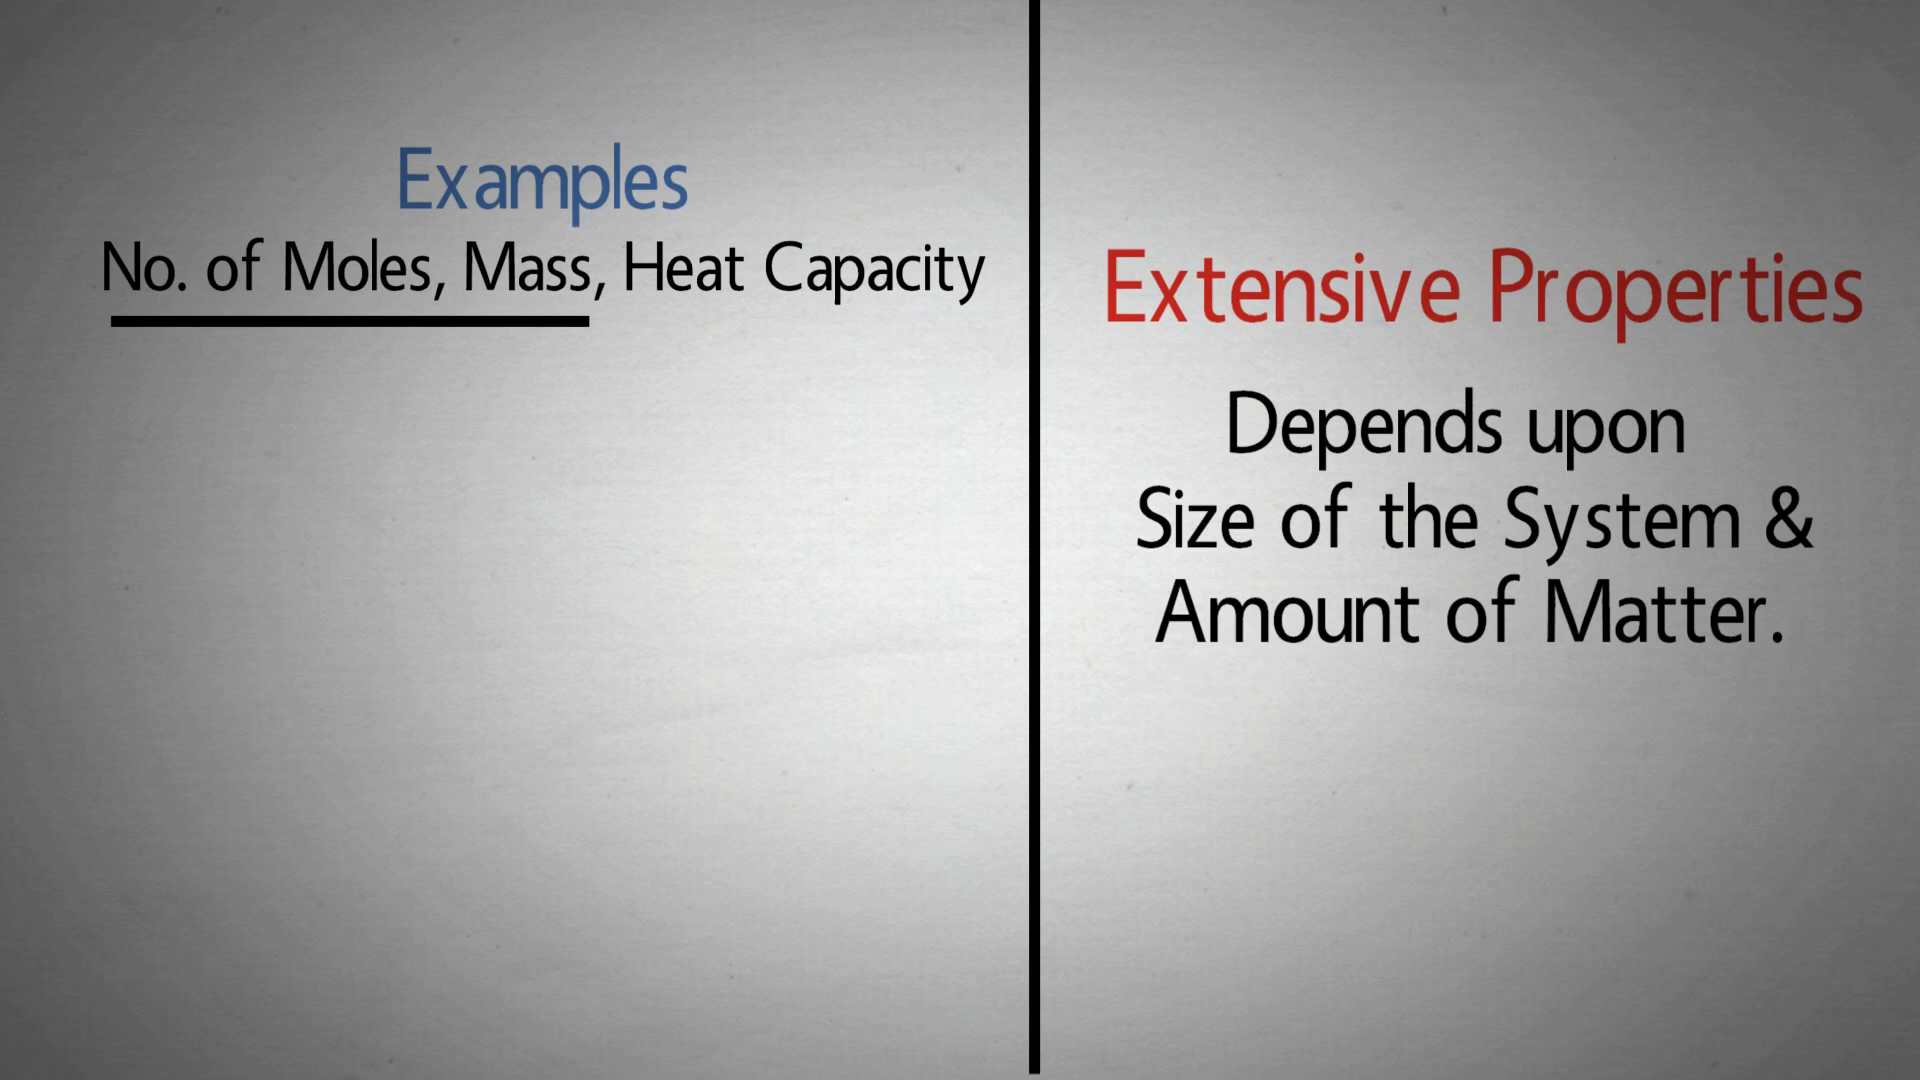 Examples
No. of Moles, Mass, Heat Capacity
Extensive Properties
Depends upon
Size of the System &
Amount of Matter.